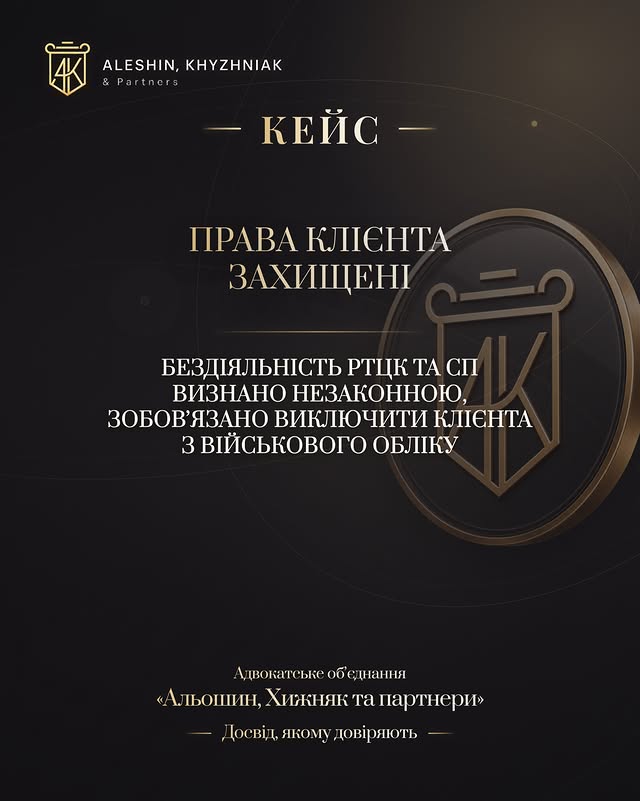 ALESHIN, KHYZHNIAK
& Partners
КЕЙС
ПРАВА КЛІЄНТА
ЗАХИЩЕНІ
БЕЗДІЯЛЬНІСТЬ РТЦК ТА СП
ВИЗНАНО НЕЗАКОННОЮ,
ЗОБОВ'ЯЗАНО ВИКЛЮЧИТИ КЛІЄНТА
З ВІЙСЬКОВОГО ОБЛІКУ
Адвокатське об'єднання
«Альошин, Хижняк та партнери»
Досвід, якому довіряють